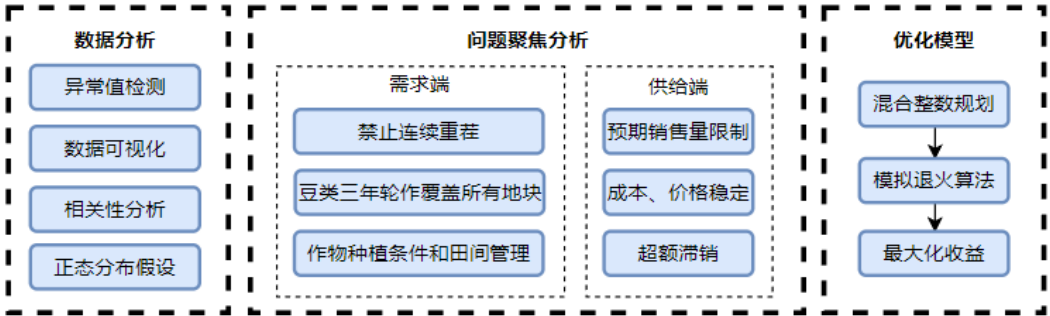 数据分析
异常值检测
数据可视化
相关性分析
正态分布假设
问题聚焦分析
需求端
禁止连续重茬
豆类三年轮作覆盖所有地块
作物种植条件和田间管理
供给端
预期销售量限制
成本、价格稳定
超额滞销
优化模型
混合整数规划
模拟退火算法
最大化收益